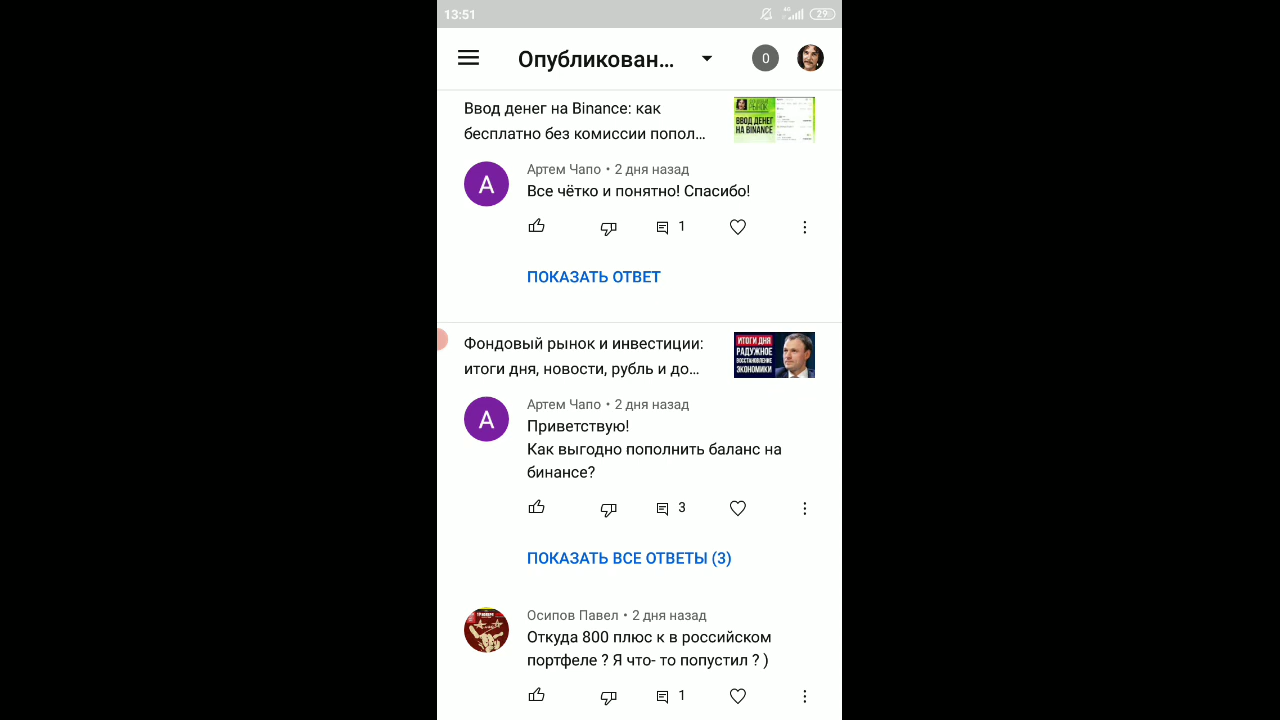 13:51
4G
29
Опубликован...
0
Ввод денег на Binance: как
бесплатно без комиссии попол...
ВВОД ДЕНЕГ
НА BINANCE
А
Артем Чапо • 2 дня назад
Все чётко и понятно! Спасибо!
1
ПОКАЗАТЬ ОТВЕТ
Фондовый рынок и инвестиции:
итоги дня, новости, рубль и до...
ИТОГИ ДНЯ
РАДУЖНОЕ
ВОССТАНОВЛЕНИЕ
ЭКОНОМИКИ
А
Артем Чапо • 2 дня назад
Приветствую!
Как выгодно пополнить баланс на
бинансе?
3
ПОКАЗАТЬ ВСЕ ОТВЕТЫ (3)
Осипов Павел • 2 дня назад
Откуда 800 плюс к в российском
портфеле ? Я что- то попустил ? )
1